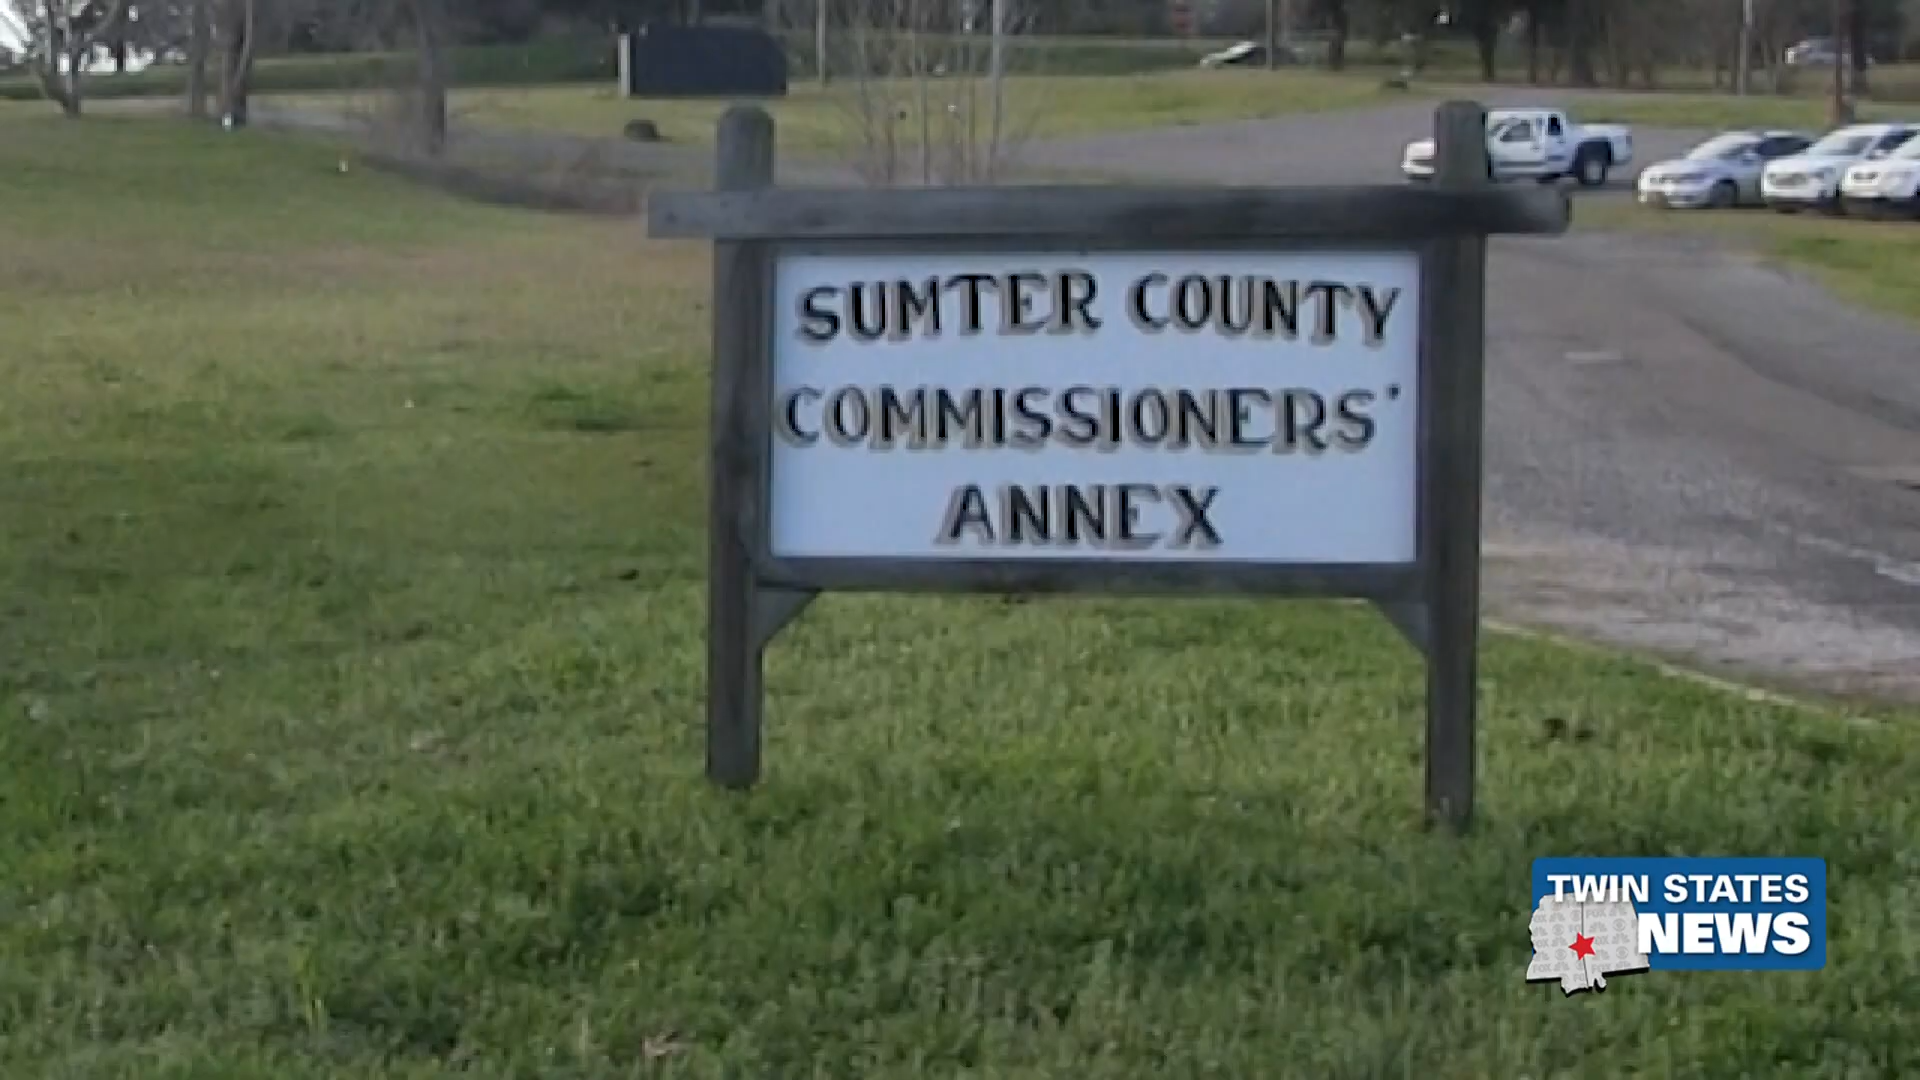 SUMTER COUNTY
COMMISSIONERS'
ANNEX
TWIN STATES
NEWS